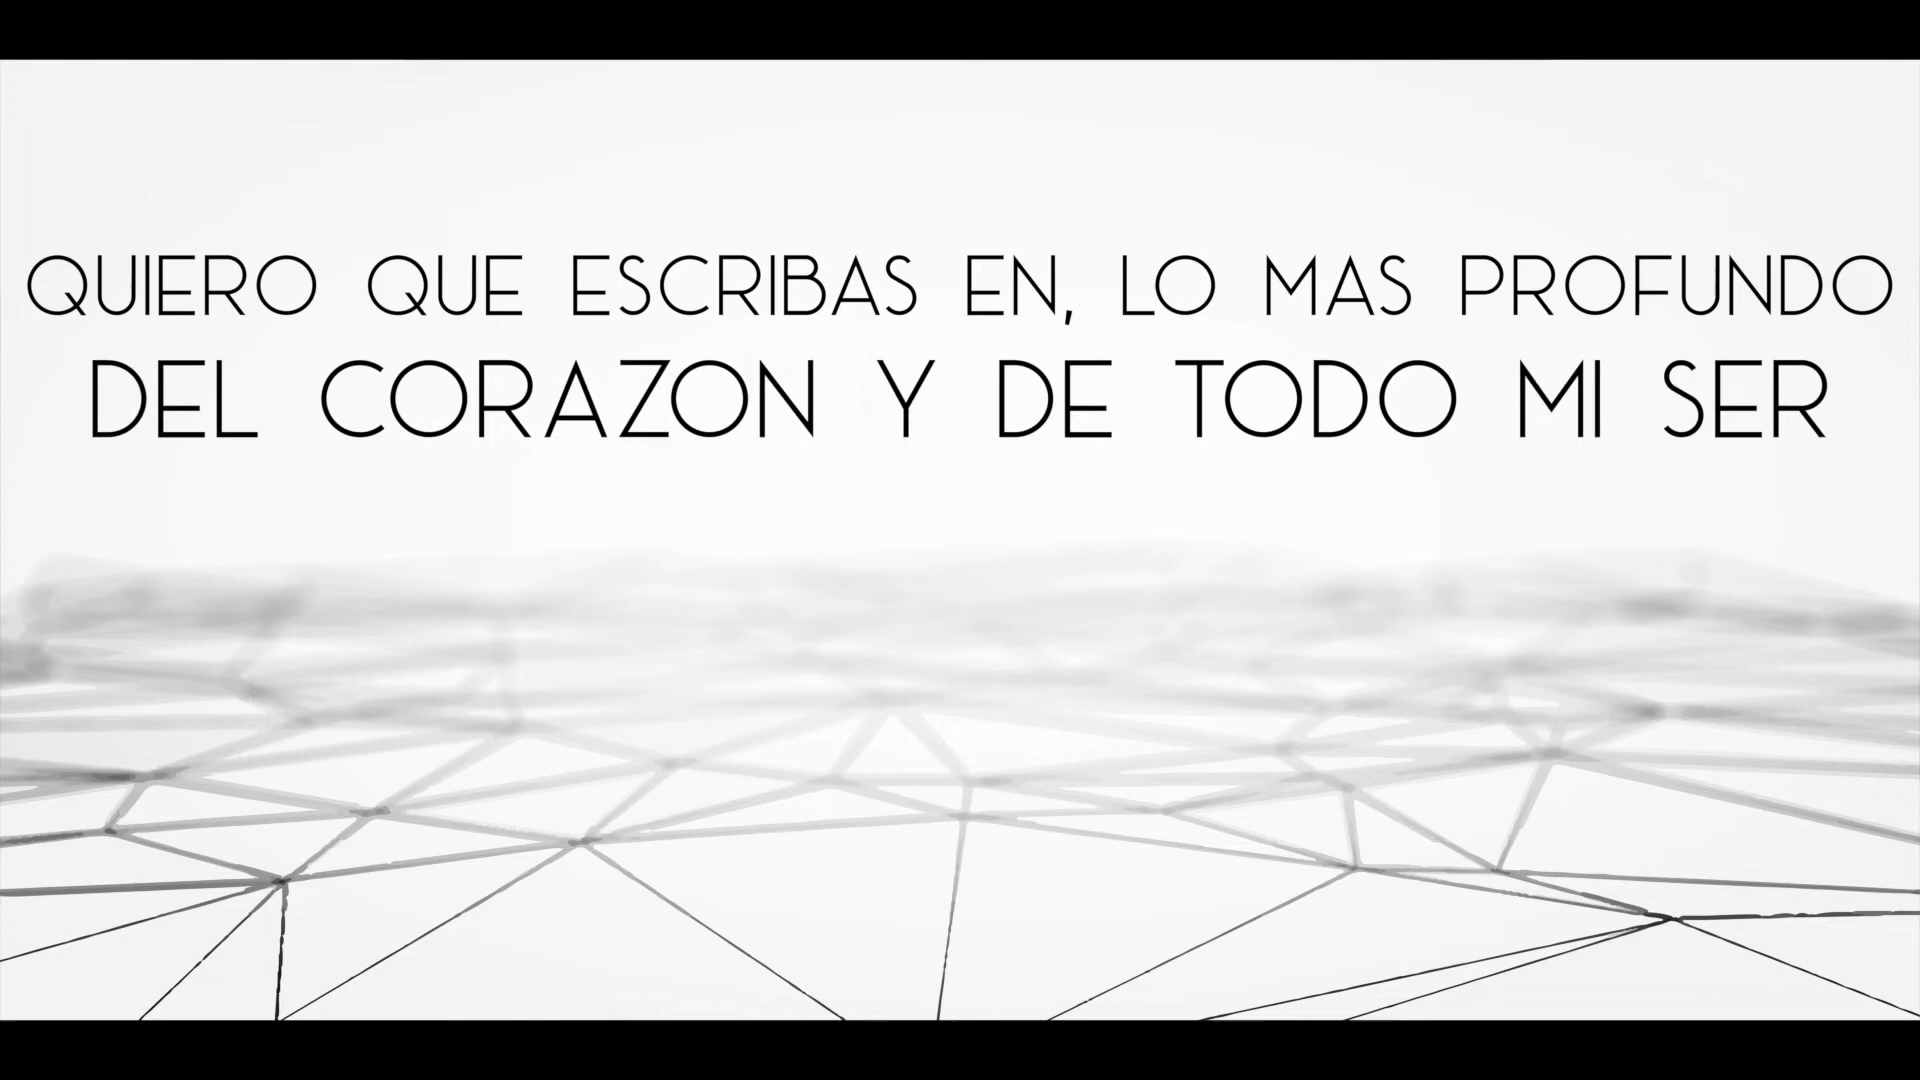 QUIERO QUE ESCRIBAS EN, LO MAS PROFUNDO
DEL CORAZON Y DE TODO MI SER